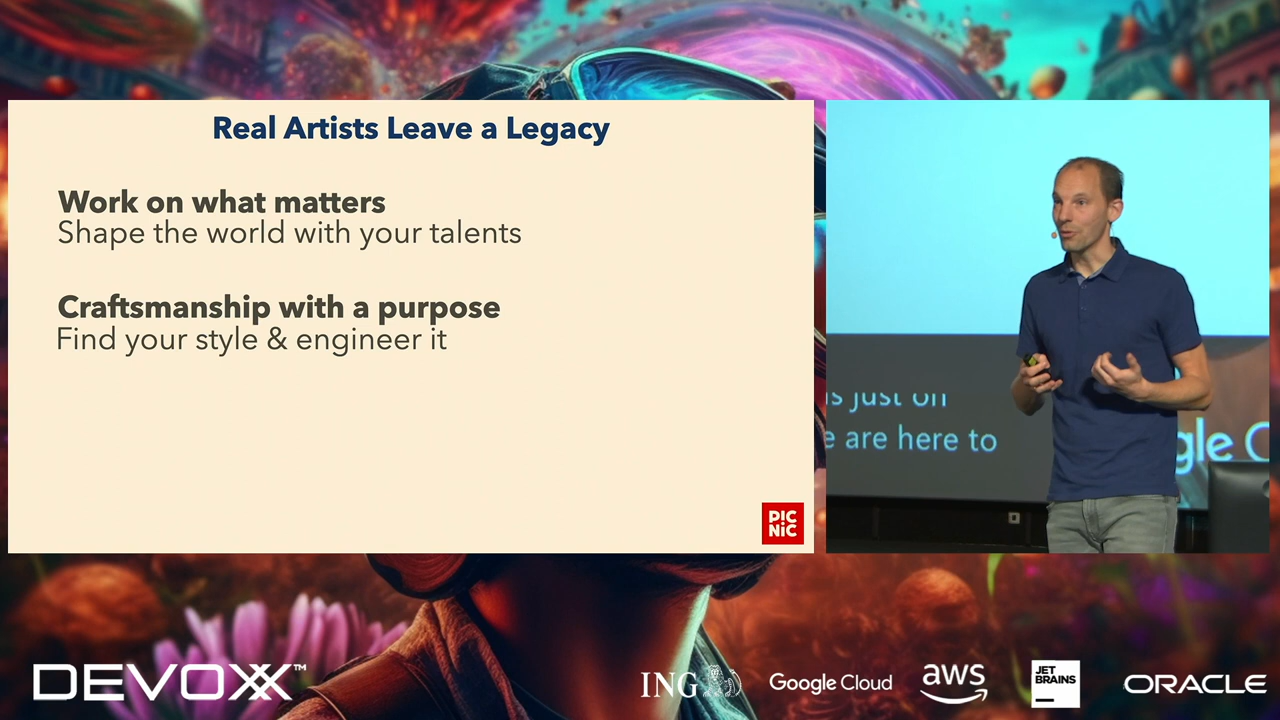 Real Artists Leave a Legacy
Work on what matters
Shape the world with your talents
Craftsmanship with a purpose
Find your style & engineer it
PIC
NIC
just on
are here to
gle C
DEVOXX™
ING
Google Cloud
aws
JET
BRAINS
ORACLE